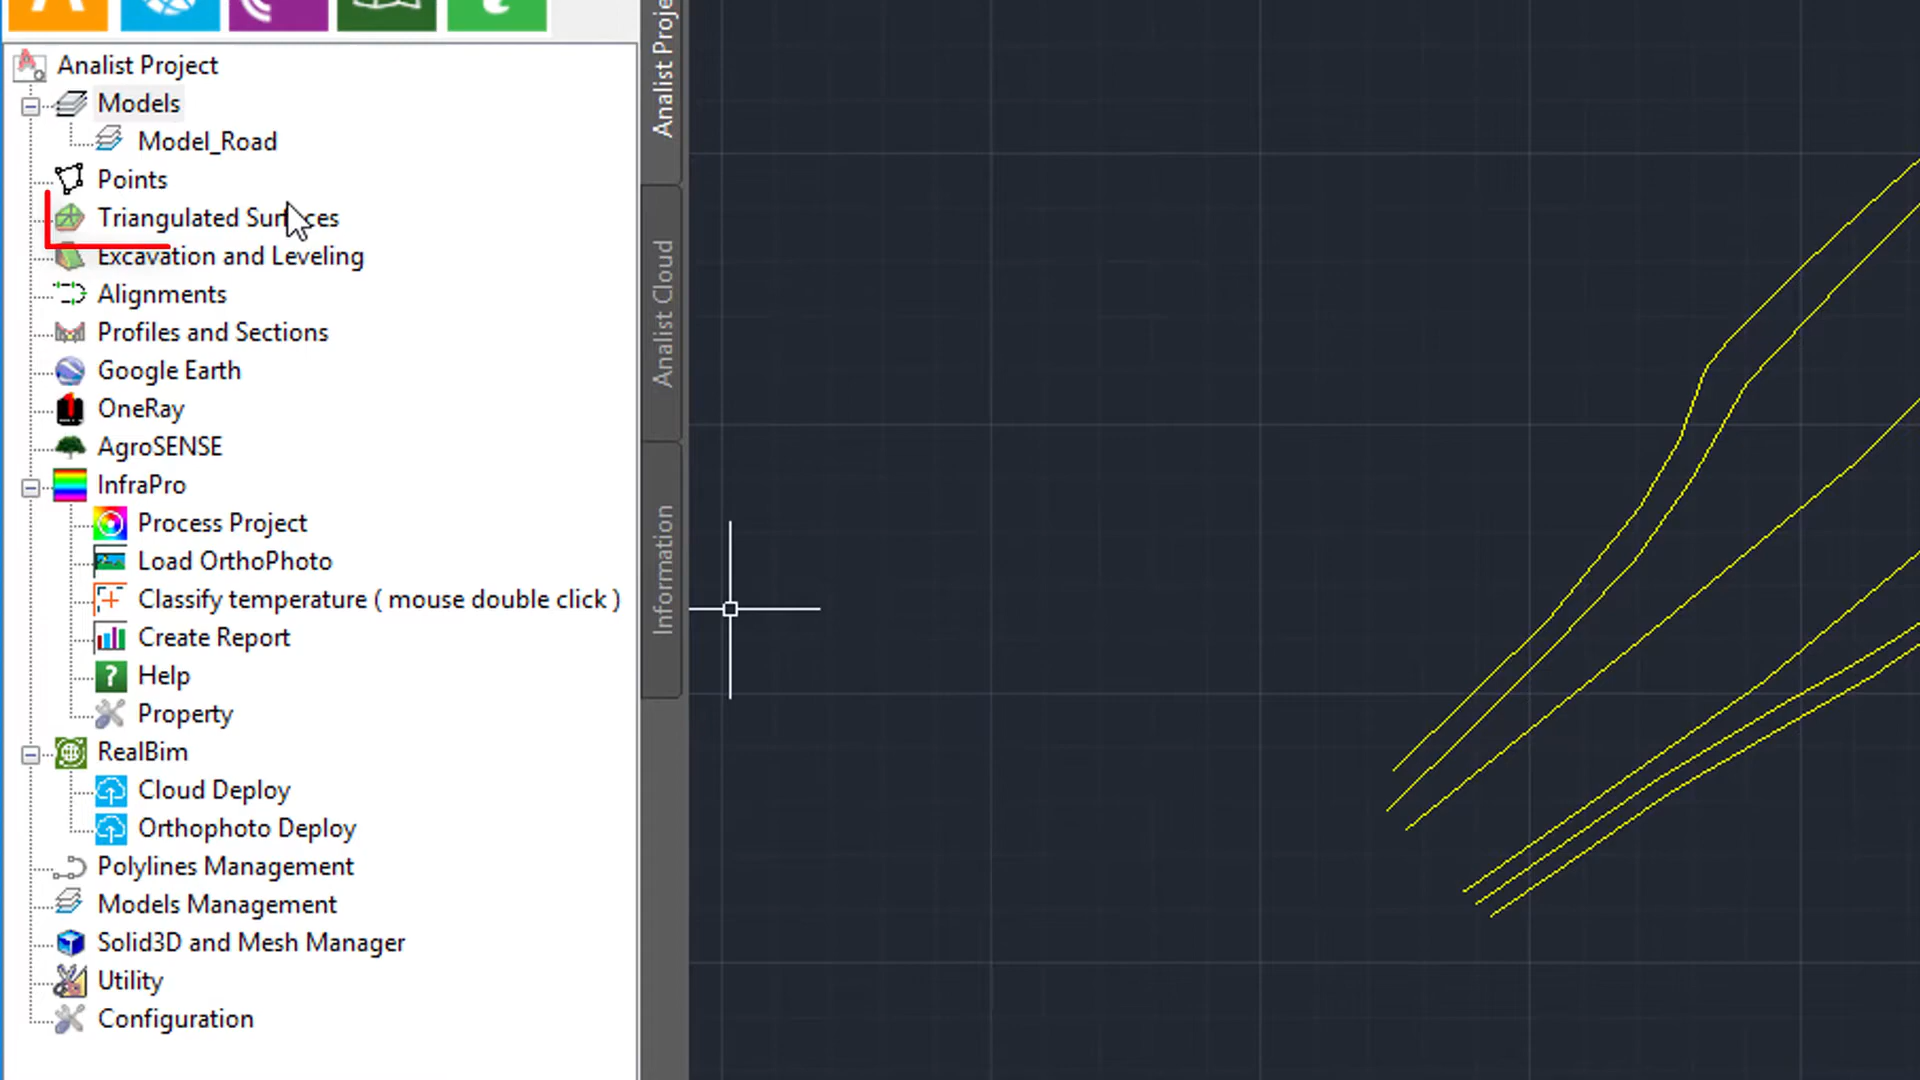 Analist Project
Models
Model_Road
Points
Triangulated Surfaces
Excavation and Leveling
Alignments
Profiles and Sections
Google Earth
OneRay
AgroSENSE
InfraPro
Process Project
Load OrthoPhoto
Classify temperature ( mouse double click )
Create Report
Help
Property
RealBim
Cloud Deploy
Orthophoto Deploy
Polylines Management
Models Management
Solid3D and Mesh Manager
Utility
Configuration
Analist Proje
Analist Cloud
Information